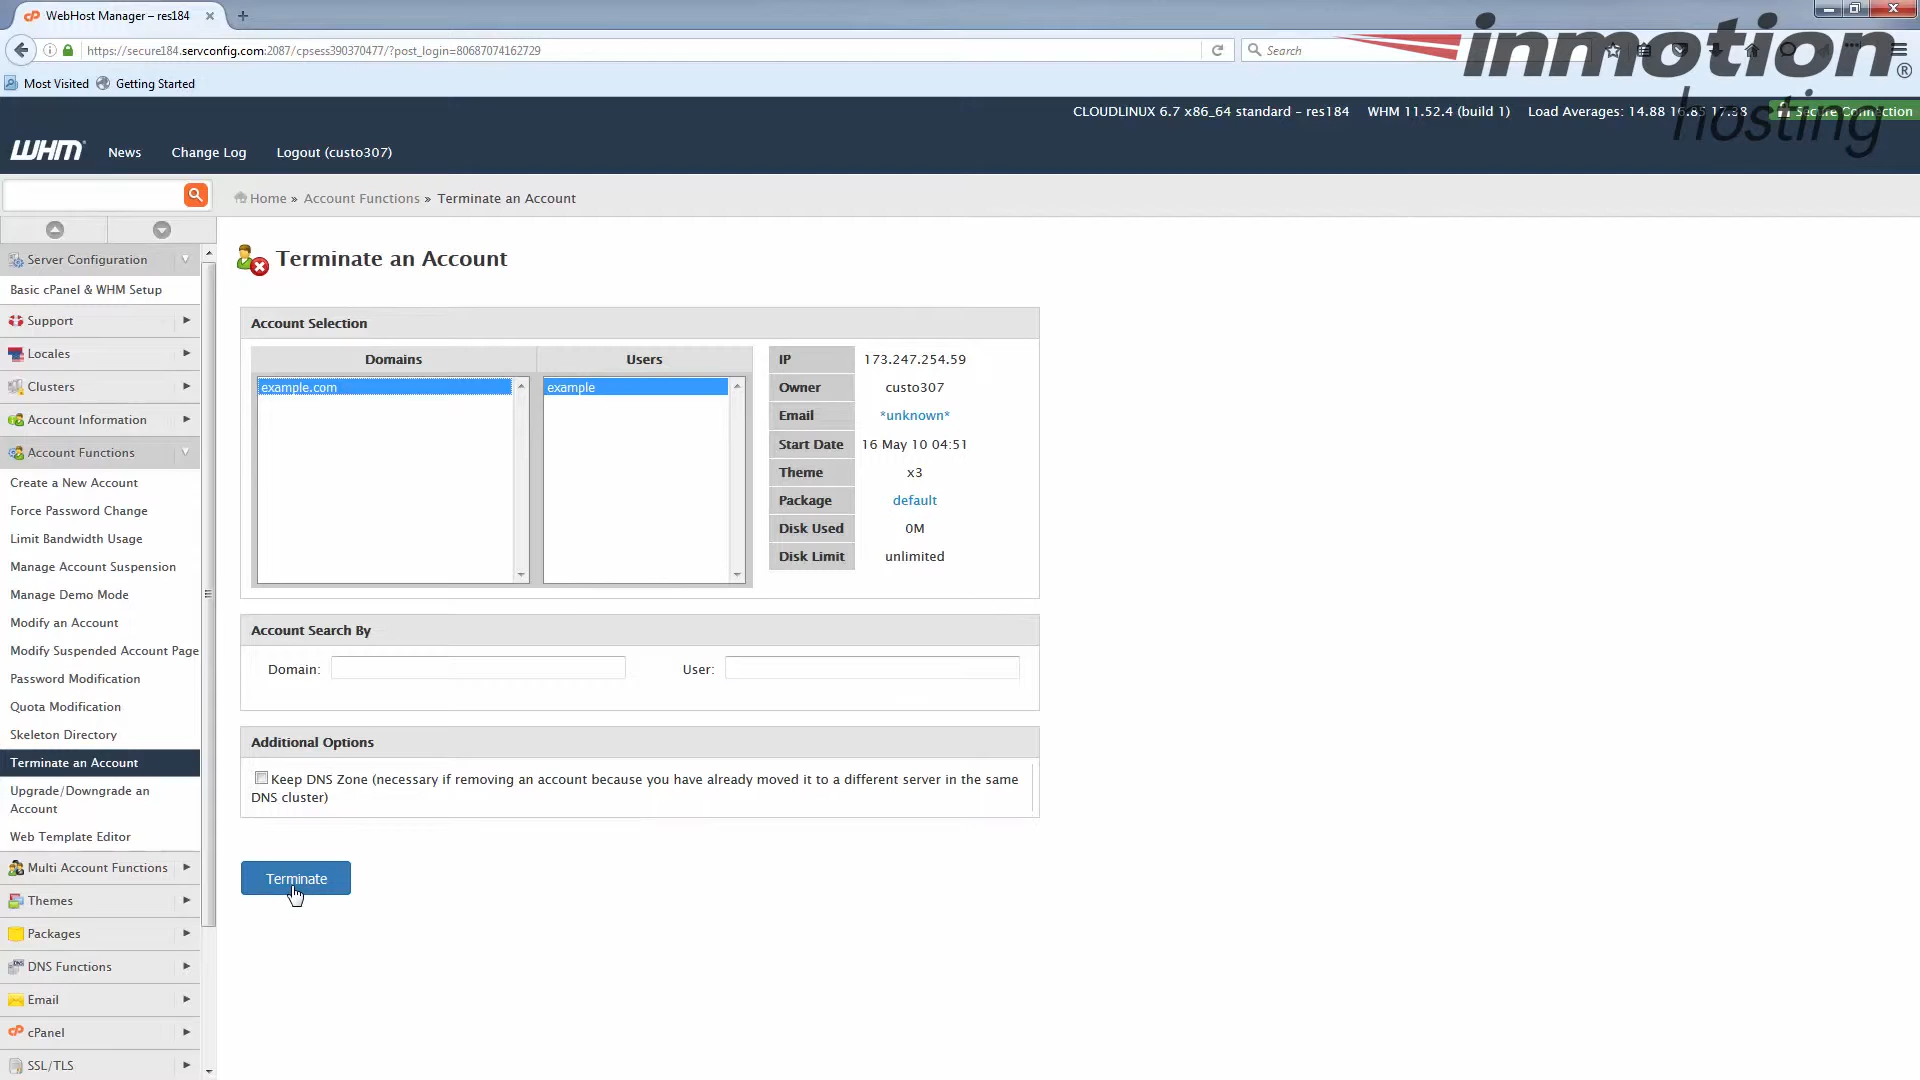 WebHost Manager – res184
https://secure184.servconfig.com:2087/cpsess390370477/?post_login=80687074162729
Search
inmotion®
hosting
Most Visited
Getting Started
CLOUDLINUX 6.7 x86_64 standard – res184
WHM 11.52.4 (build 1)
Load Averages: 14.88 16.85 17.38
Secure Connection
WHM
News
Change Log
Logout (custo307)
Home » Account Functions » Terminate an Account
Server Configuration
Basic cPanel & WHM Setup
Support
Locales
Clusters
Account Information
Account Functions
Create a New Account
Force Password Change
Limit Bandwidth Usage
Manage Account Suspension
Manage Demo Mode
Modify an Account
Modify Suspended Account Page
Password Modification
Quota Modification
Skeleton Directory
Terminate an Account
Upgrade/Downgrade an
Account
Web Template Editor
Multi Account Functions
Themes
Packages
DNS Functions
Email
cPanel
SSL/TLS
Terminate an Account
Account Selection
Domains
Users
example.com
example
IP 173.247.254.59
Owner custo307
Email *unknown*
Start Date 16 May 10 04:51
Theme x3
Package default
Disk Used 0M
Disk Limit unlimited
Account Search By
Domain:
User:
Additional Options
Keep DNS Zone (necessary if removing an account because you have already moved it to a different server in the same
DNS cluster)
Terminate